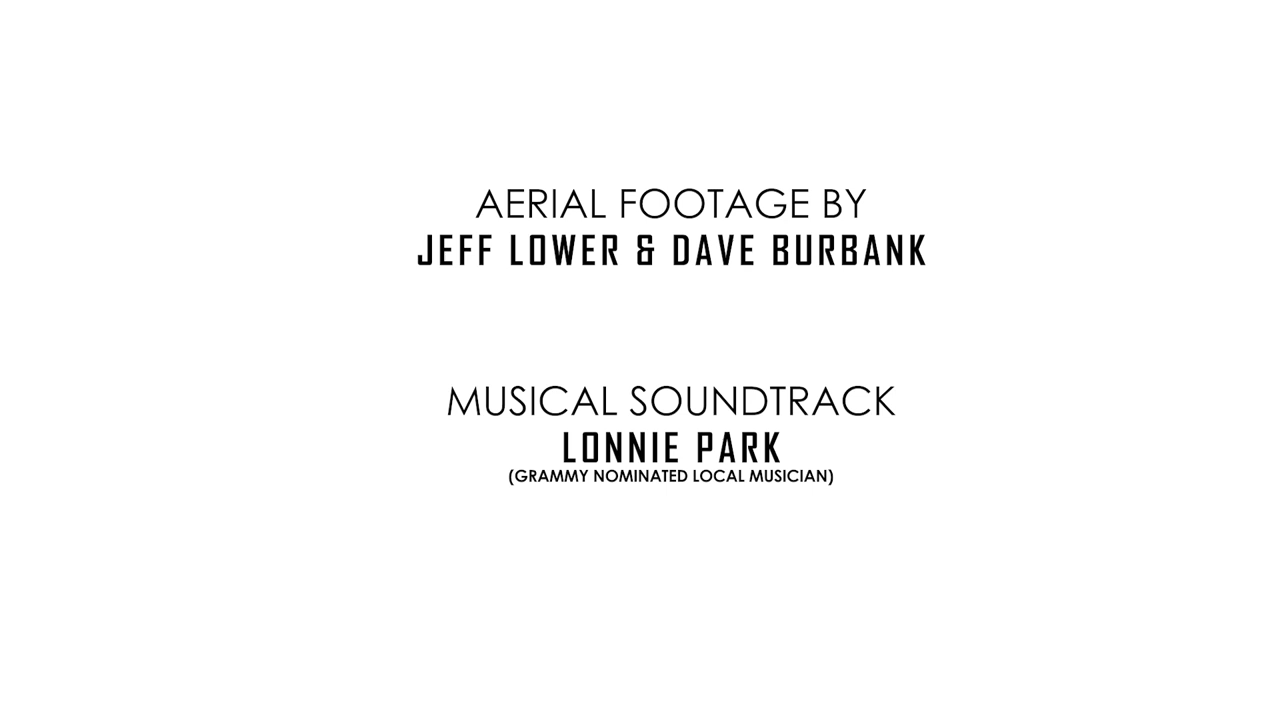 AERIAL FOOTAGE BY
JEFF LOWER & DAVE BURBANK
MUSICAL SOUNDTRACK
LONNIE PARK
(GRAMMY NOMINATED LOCAL MUSICIAN)